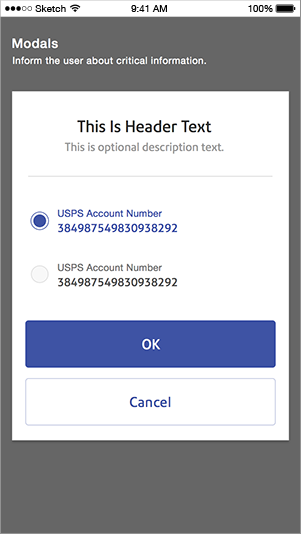 Sketch 9:41 AM 100%
Modals
Inform the user about critical information.
This Is Header Text
This is optional description text.
USPS Account Number
384987549830938292
USPS Account Number
384987549830938292
OK
Cancel